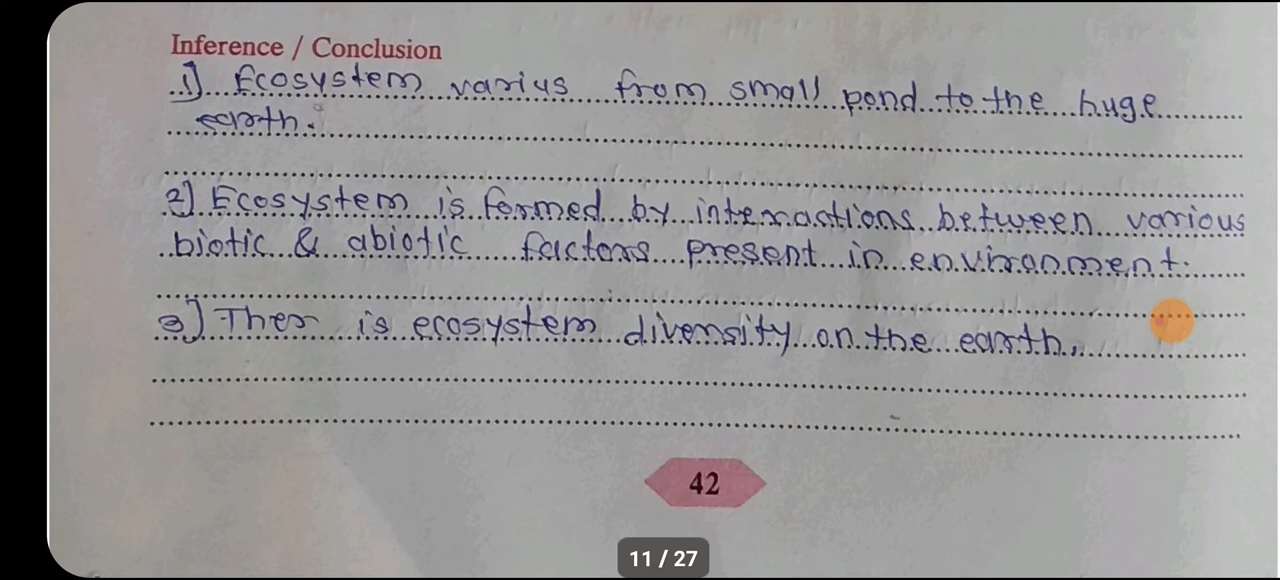 Inference / Conclusion
1) Ecosystem varius from small pond to the huge
earth.
2) Ecosystem is formed by interactions between various
biotic & abiotic factors present in environment.
3) Ther is ecosystem diversity on the earth.
42
11 / 27